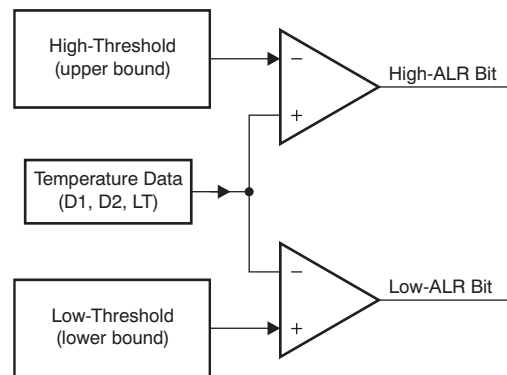 High-Threshold
(upper bound)
−
High-ALR Bit
+
Temperature Data
(D1, D2, LT)
−
Low-ALR Bit
Low-Threshold
(lower bound)
+